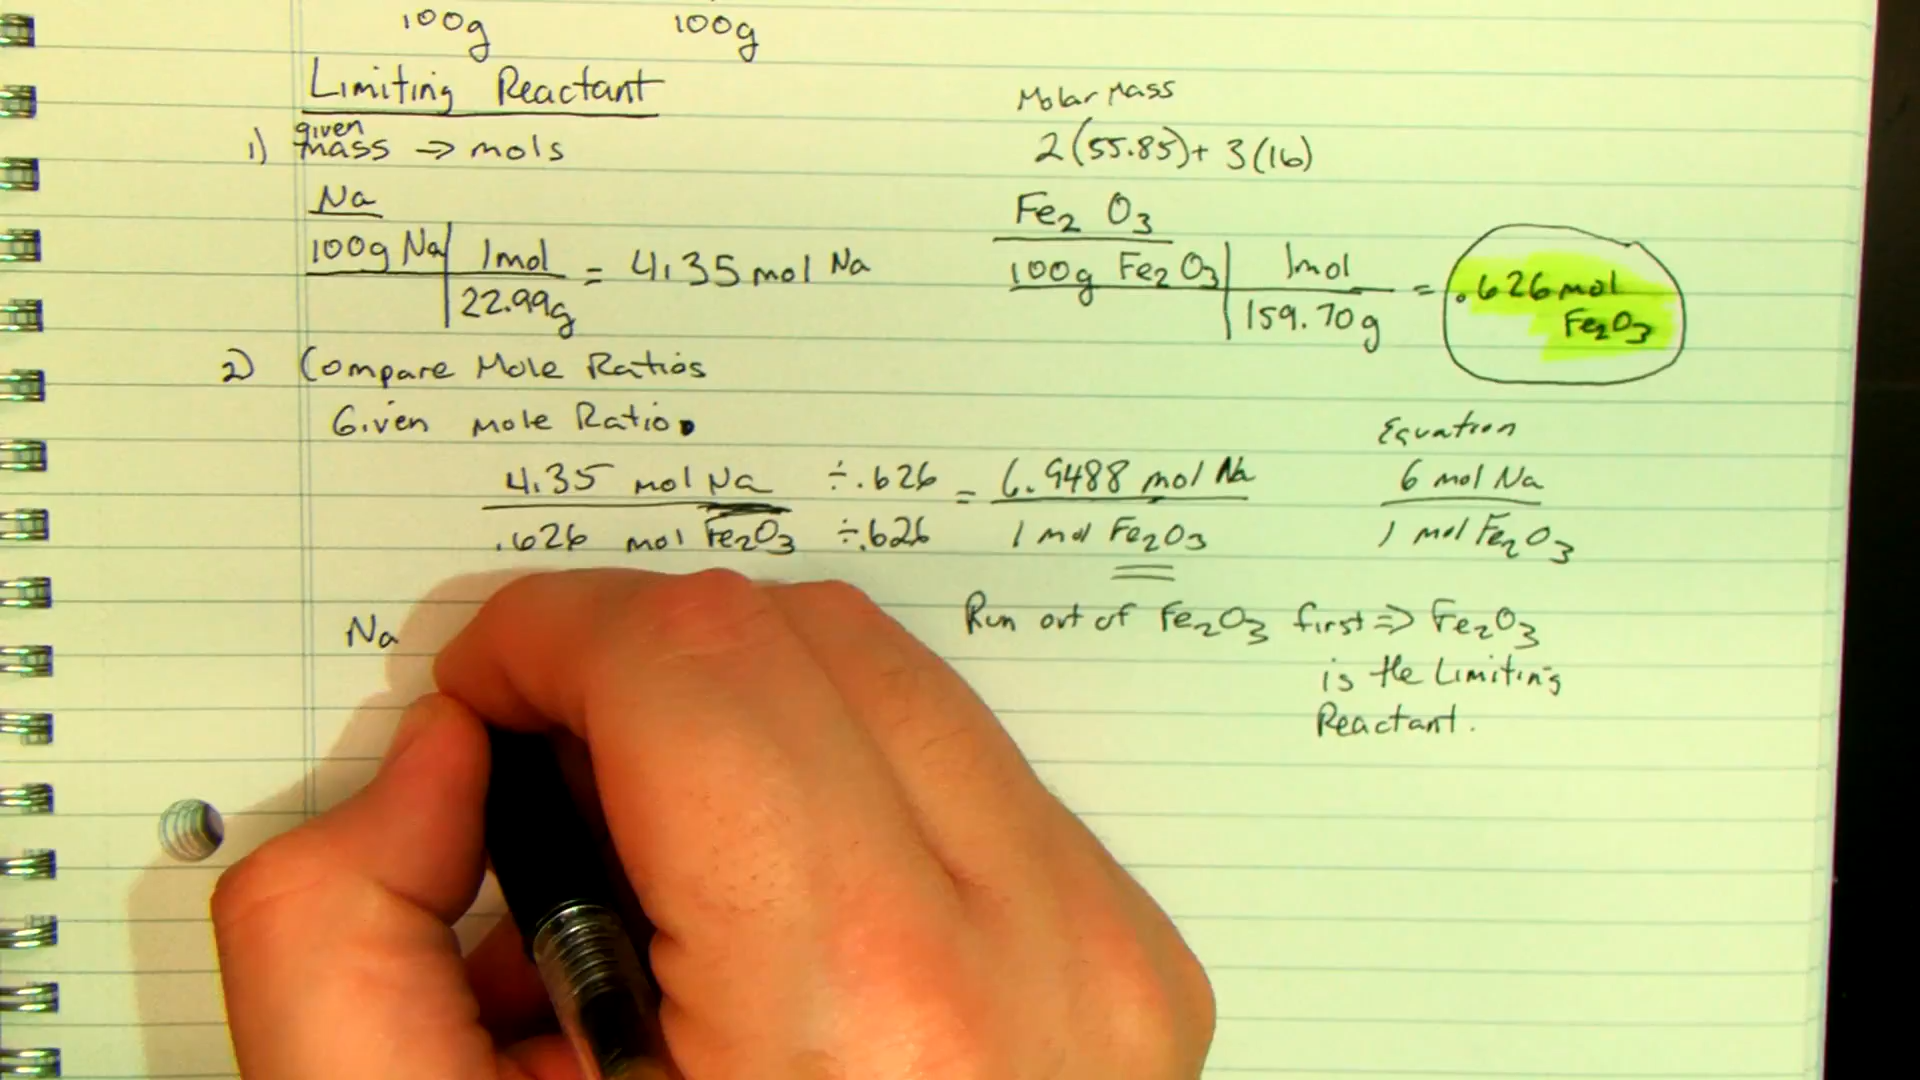 100g 100g
Limiting Reactant
1) given mass → mols
Na
100g Na | 1mol = 4.35 mol Na
22.99g
Molar Mass
2(55.85)+ 3(16)
Fe2 O3
100g Fe2O3 | 1mol = .626 mol Fe2O3
159.70g
2) Compare Mole Ratios
Given Mole Ratio.
4.35 mol Na ÷.626 = 6.9488 mol Na
.626 mol Fe2O3 ÷.626 1 mol Fe2O3
Equation
6 mol Na
1 mol Fe2O3
Na
Run out of Fe2O3 first => Fe2O3
is the Limiting
Reactant.